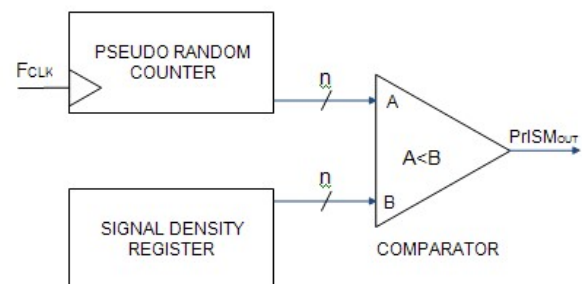 PSEUDO RANDOM
COUNTER
FCLK
n
A
A<B
PrISMOUT
n
B
SIGNAL DENSITY
REGISTER
COMPARATOR